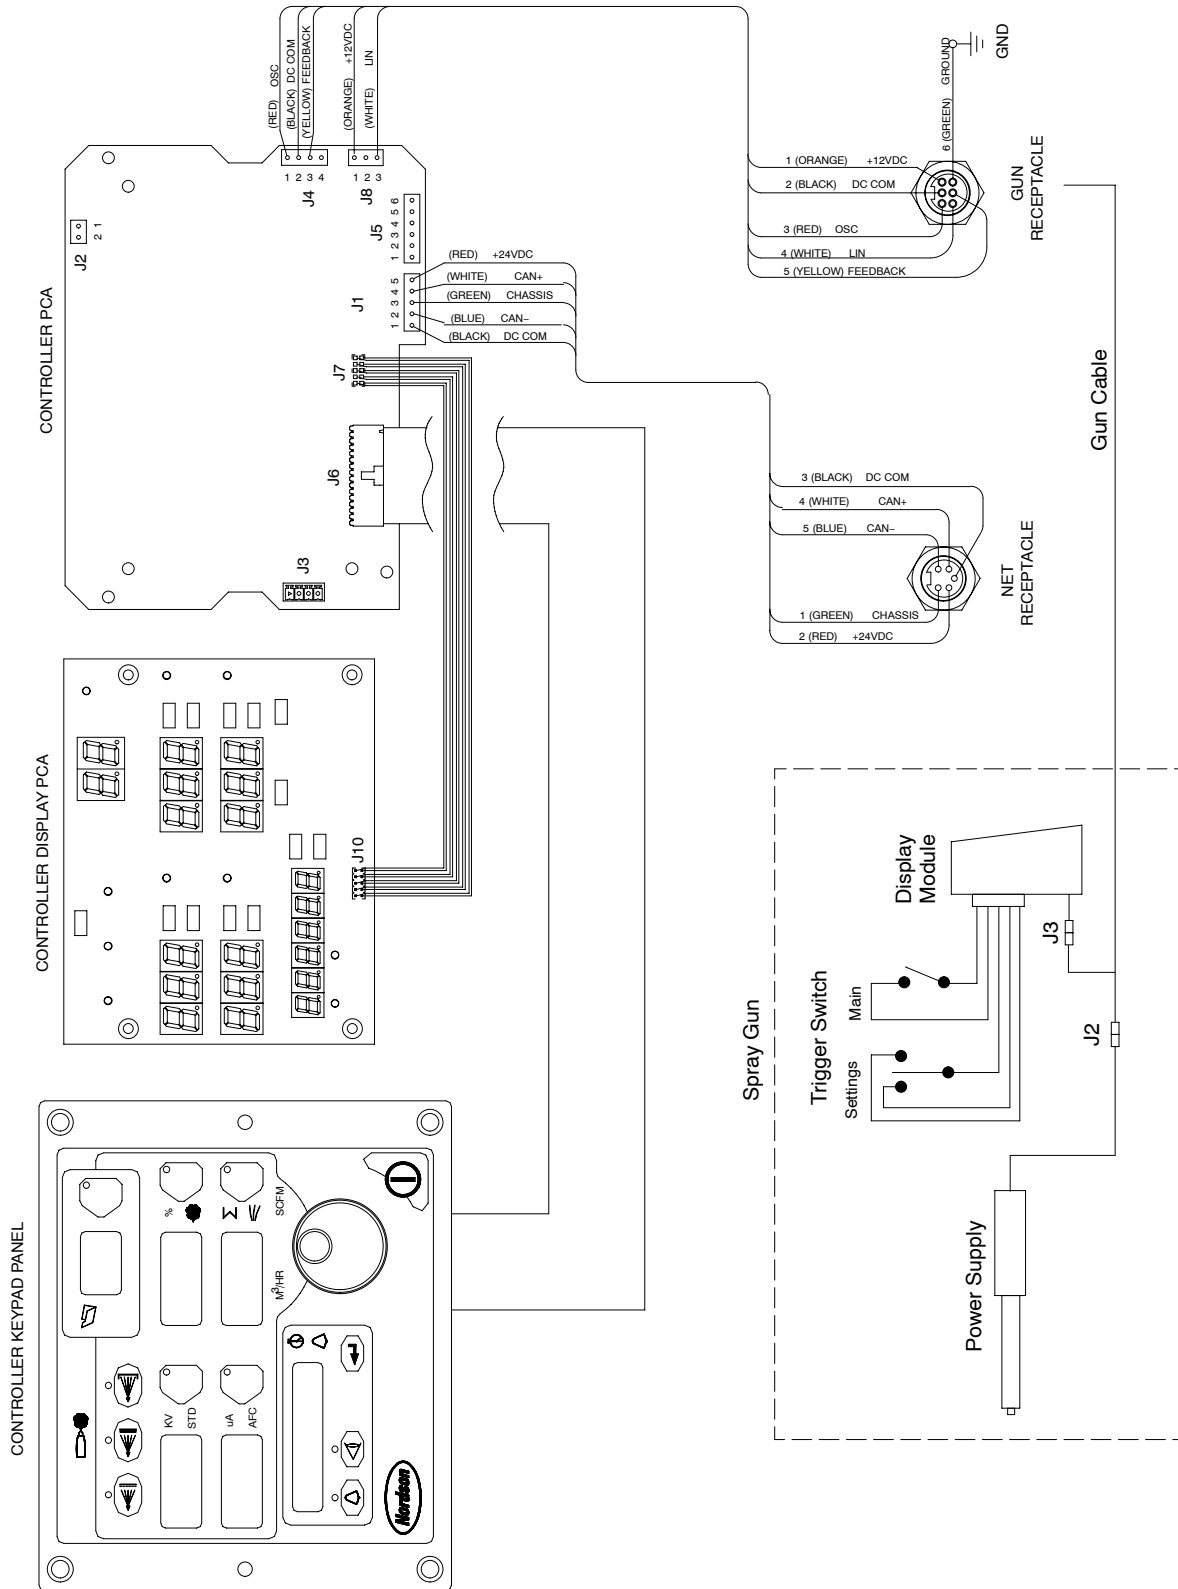 CONTROLLER KEYPAD PANEL
KV
STD
uA
AFC
%
M³/HR
SCFM
Nordson
CONTROLLER DISPLAY PCA
J10
CONTROLLER PCA
J2
2 1
J3
J6
J7
J1
1 2 3 4 5
J5
1 2 3 4 5 6
J4
1 2 3 4
J8
1 2 3
(RED) OSC
(BLACK) DC COM
(YELLOW) FEEDBACK
(ORANGE) +12VDC
(WHITE) LIN
(RED) +24VDC
(WHITE) CAN+
(GREEN) CHASSIS
(BLUE) CAN−
(BLACK) DC COM
1 (ORANGE) +12VDC
2 (BLACK) DC COM
3 (RED) OSC
4 (WHITE) LIN
5 (YELLOW) FEEDBACK
6 (GREEN) GROUND
GND
GUN
RECEPTACLE
3 (BLACK) DC COM
4 (WHITE) CAN+
5 (BLUE) CAN−
1 (GREEN) CHASSIS
2 (RED) +24VDC
NET
RECEPTACLE
Gun Cable
Spray Gun
Trigger Switch
Settings
Main
Display
Module
J3
J2
Power Supply